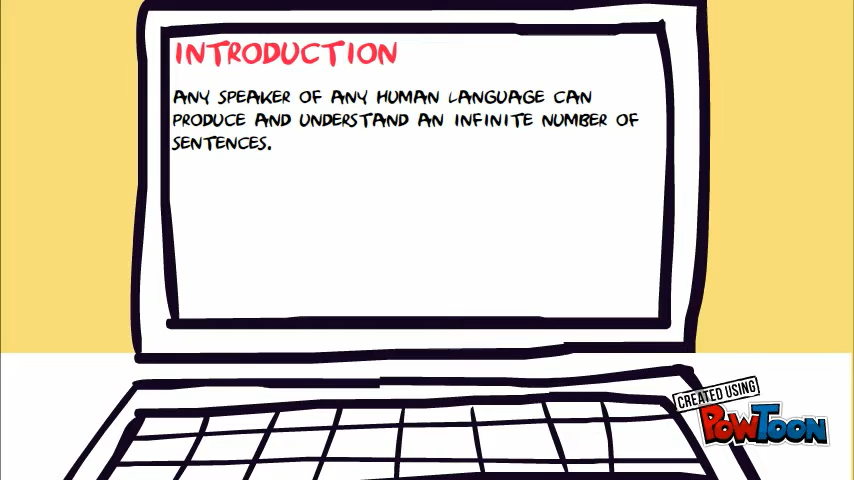 INTRODUCTION
ANY SPEAKER OF ANY HUMAN LANGUAGE CAN
PRODUCE AND UNDERSTAND AN INFINITE NUMBER OF
SENTENCES.
CREATED USING
POWTOON